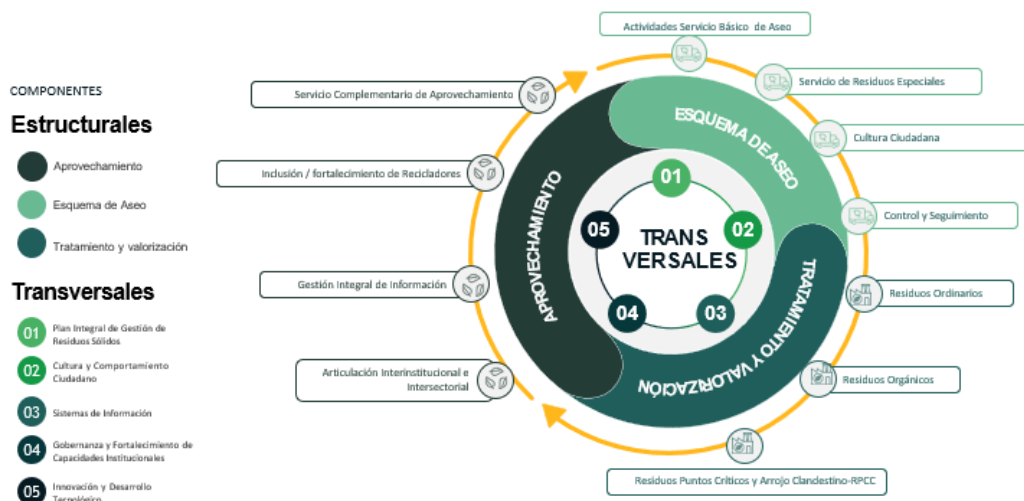 COMPONENTES
Estructurales
Aprovechamiento
Esquema de Aseo
Tratamiento y valorización
Transversales
01
Plan Integral de Gestión de
Residuos Sólidos
02
Cultura y Comportamiento
Ciudadano
03
Sistemas de Información
04
Gobernanza y Fortalecimiento de
Capacidades Institucionales
05
Innovación y Desarrollo
Tecnológico
Servicio Complementario de Aprovechamiento
Inclusión / fortalecimiento de Recicladores
Gestión Integral de Información
Articulación Interinstitucional e
Intersectorial
Actividades Servicio Básico de Aseo
Servicio de Residuos Especiales
Cultura Ciudadana
Control y Seguimiento
Residuos Ordinarios
Residuos Orgánicos
Residuos Puntos Críticos y Arrojo Clandestino-RPCC
APROVECHAMIENTO
ESQUEMA DE ASEO
TRATAMIENTO Y VALORIZACIÓN
TRANS
VERSALES
01
02
03
04
05